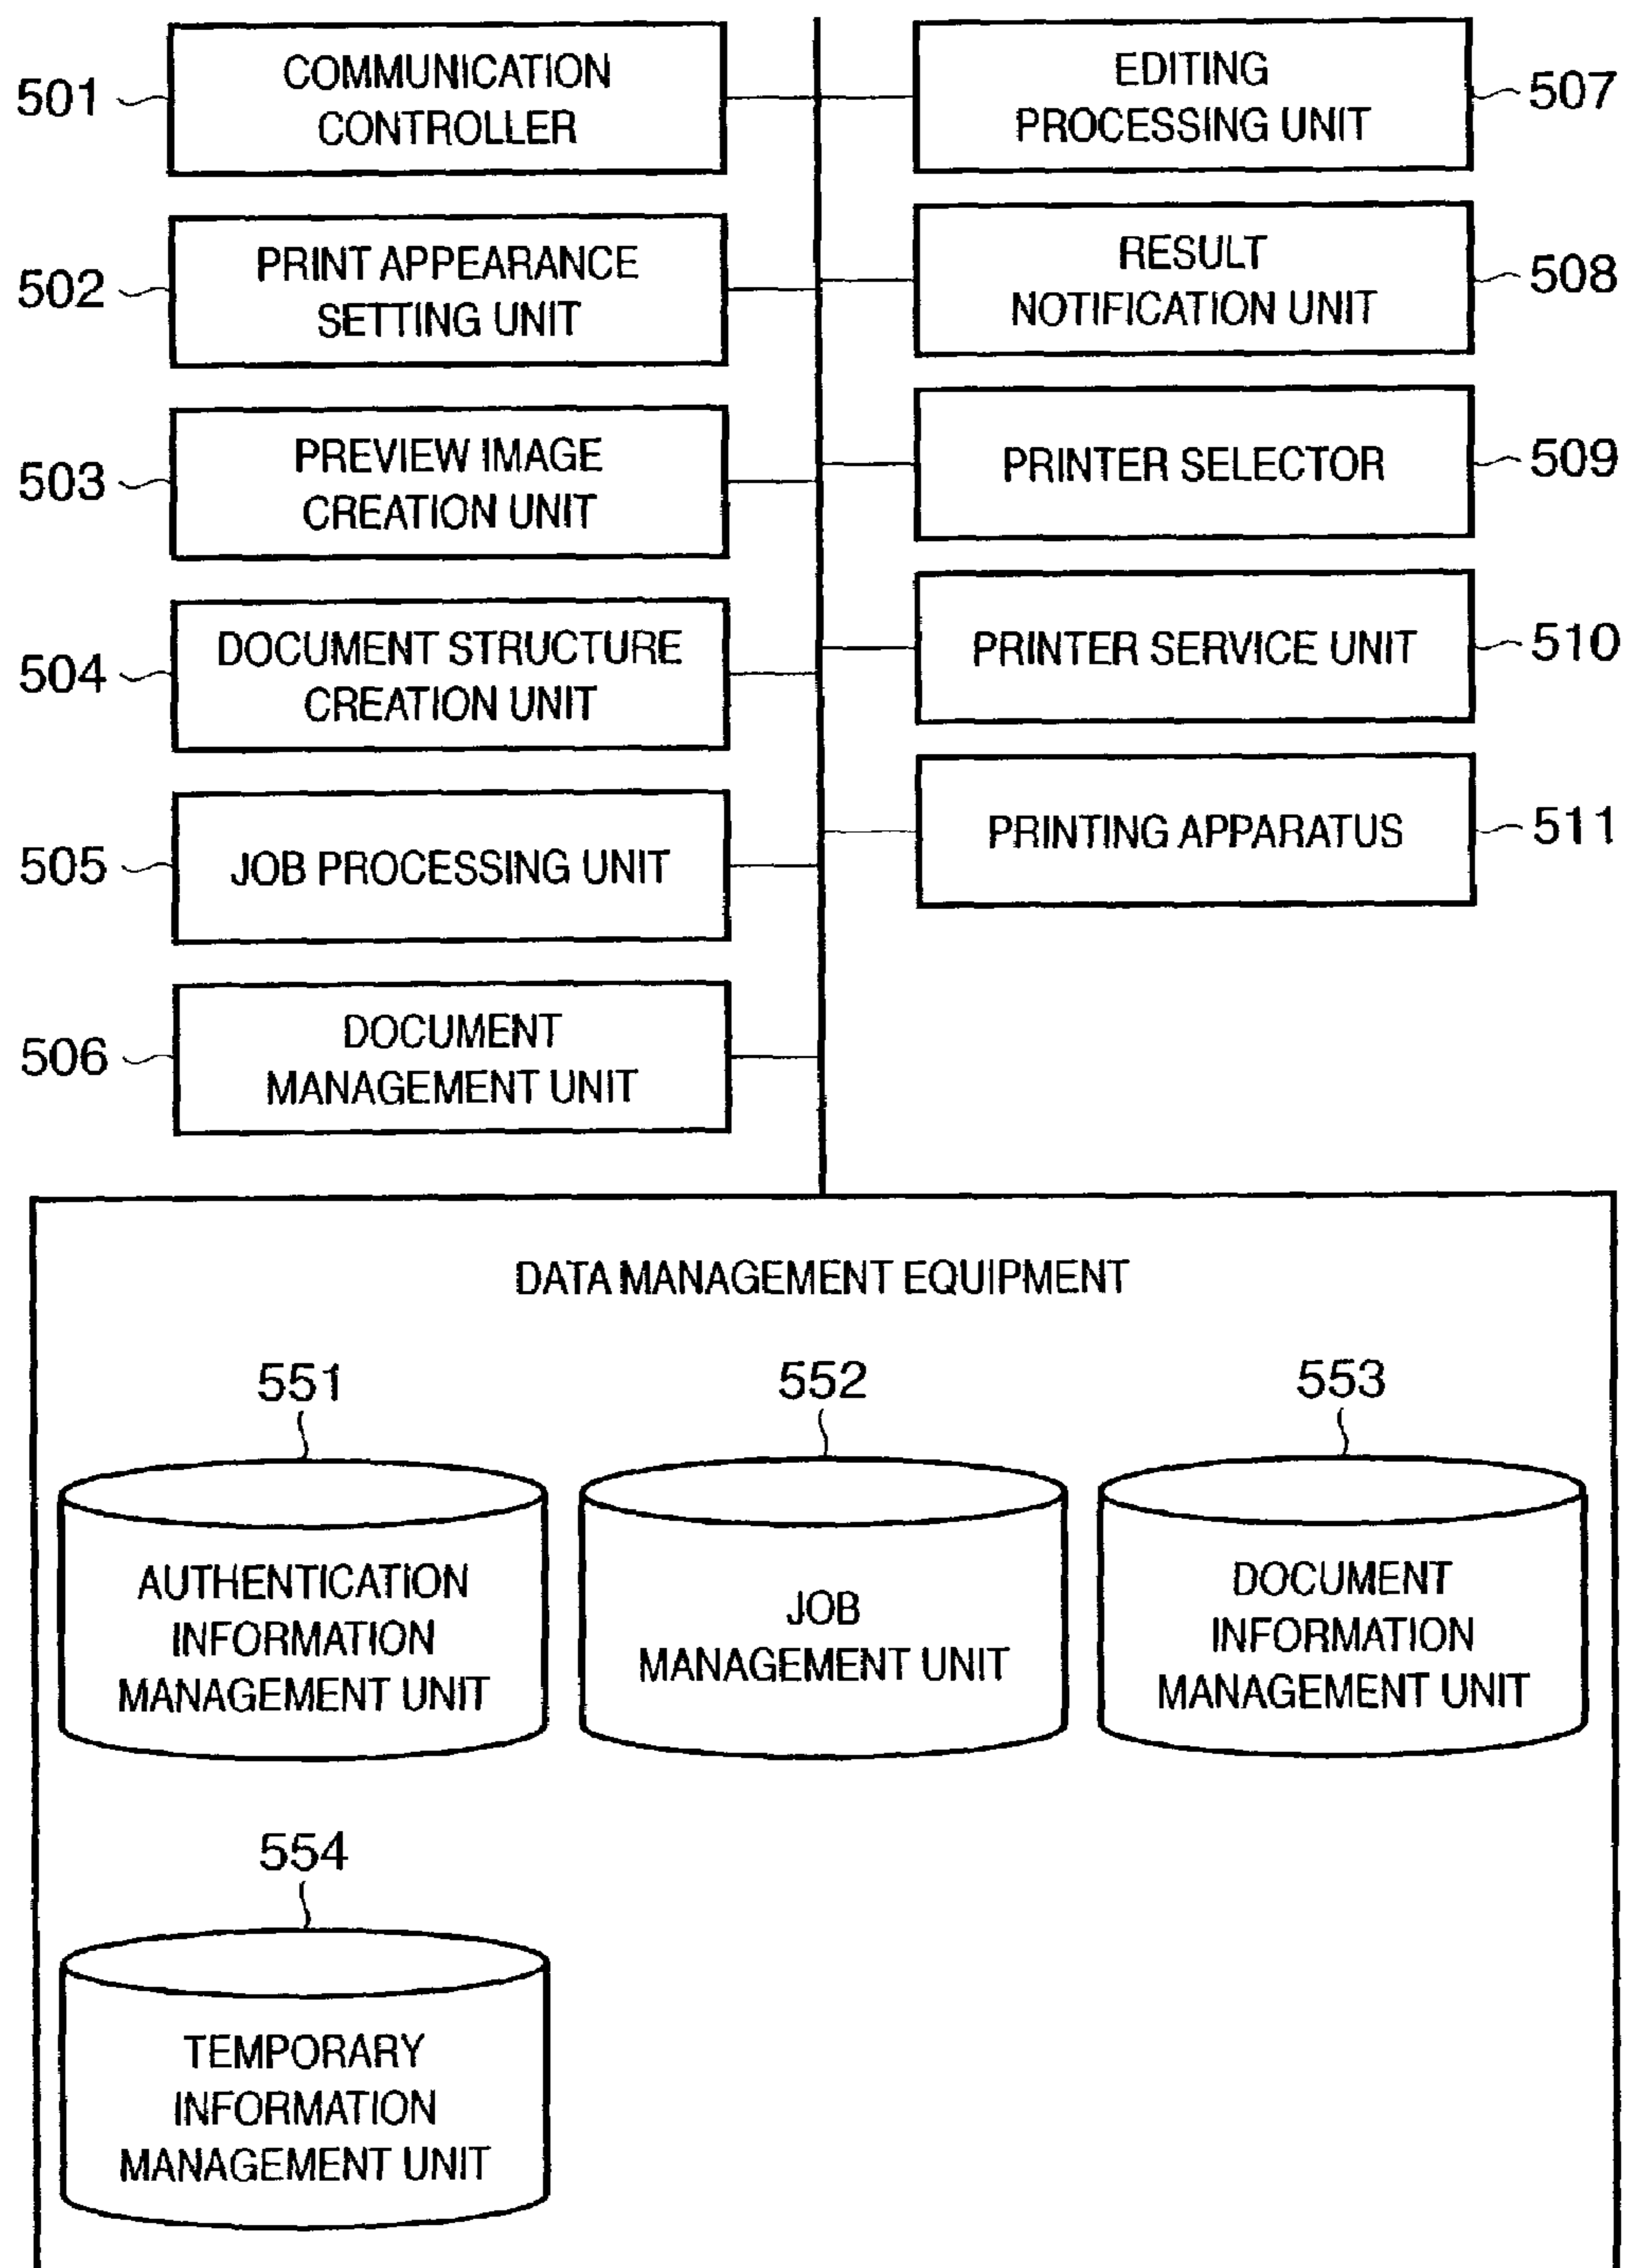 501
COMMUNICATION
CONTROLLER
502
PRINT APPEARANCE
SETTING UNIT
503
PREVIEW IMAGE
CREATION UNIT
504
DOCUMENT STRUCTURE
CREATION UNIT
505
JOB PROCESSING UNIT
506
DOCUMENT
MANAGEMENT UNIT
EDITING
PROCESSING UNIT
507
RESULT
NOTIFICATION UNIT
508
PRINTER SELECTOR
509
PRINTER SERVICE UNIT
510
PRINTING APPARATUS
511
DATA MANAGEMENT EQUIPMENT
551
AUTHENTICATION
INFORMATION
MANAGEMENT UNIT
552
JOB
MANAGEMENT UNIT
553
DOCUMENT
INFORMATION
MANAGEMENT UNIT
554
TEMPORARY
INFORMATION
MANAGEMENT UNIT